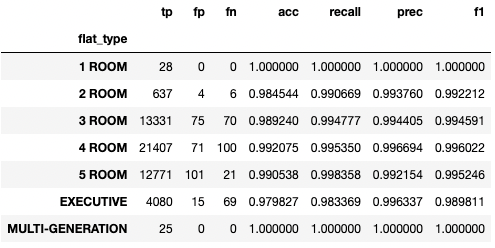 tp fp fn acc recall prec f1
flat_type
1 ROOM 28 0 0 1.000000 1.000000 1.000000 1.000000
2 ROOM 637 4 6 0.984544 0.990669 0.993760 0.992212
3 ROOM 13331 75 70 0.989240 0.994777 0.994405 0.994591
4 ROOM 21407 71 100 0.992075 0.995350 0.996694 0.996022
5 ROOM 12771 101 21 0.990538 0.998358 0.992154 0.995246
EXECUTIVE 4080 15 69 0.979827 0.983369 0.996337 0.989811
MULTI-GENERATION 25 0 0 1.000000 1.000000 1.000000 1.000000